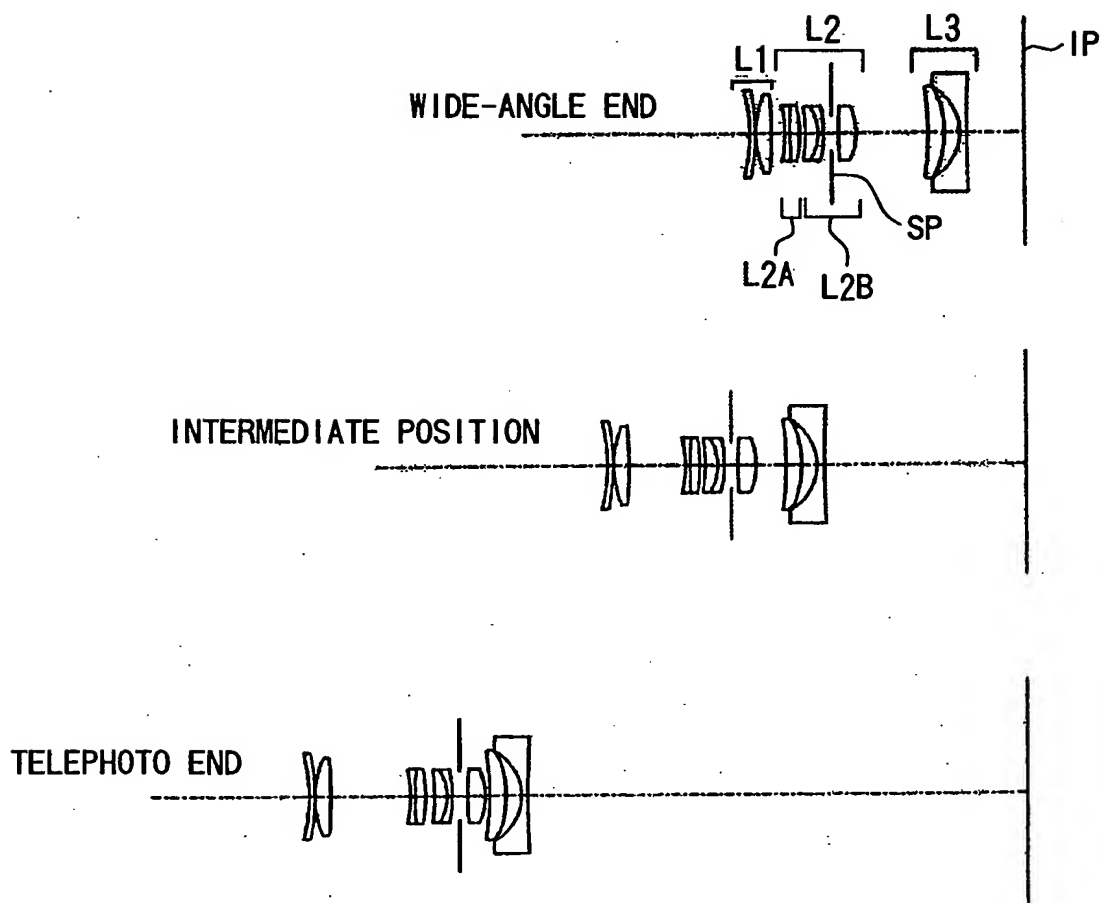 L3
L2
IP
L1
WIDE-ANGLE END
SP
L2A
L2B
INTERMEDIATE POSITION
TELEPHOTO END